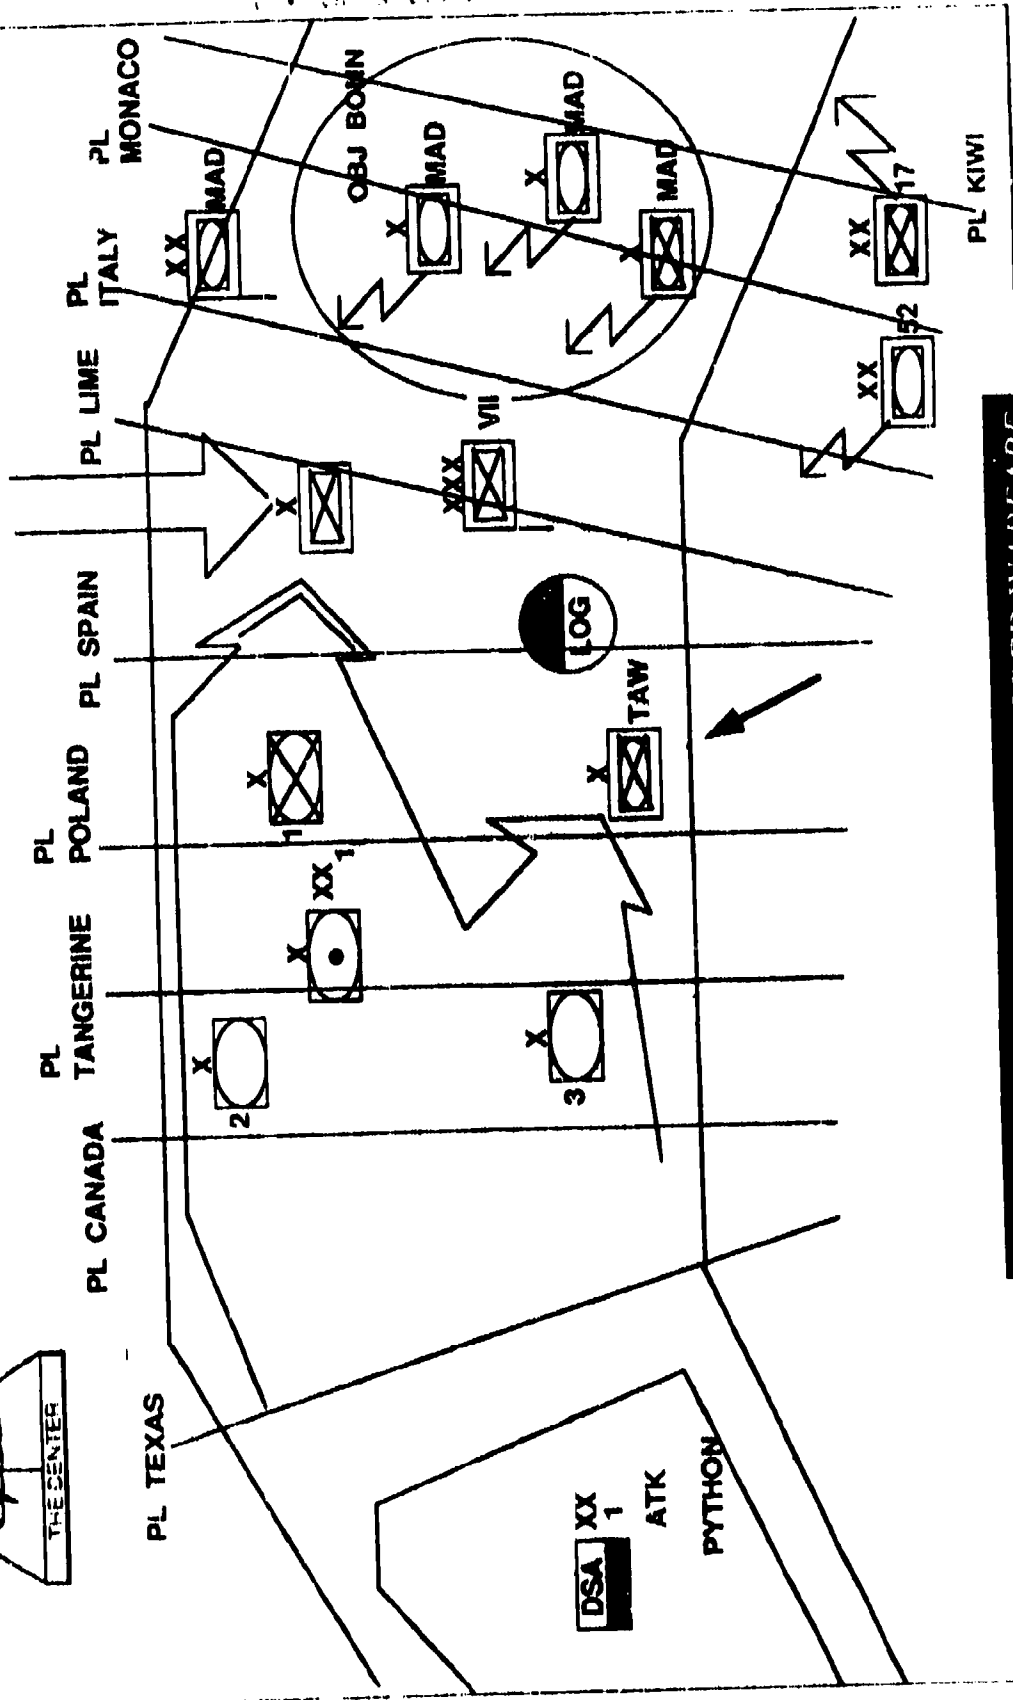 PL
MONACO
PL
ITALY
PL LIME
PL SPAIN
PL
POLAND
PL
TANGERINE
PL CANADA
PL TEXAS
THE CENTER
XX
MAD
OBJ BONN
X
MAD
X
MAD
X
MAD
XX
17
PL KIWI
XX
52
X
XXX
VII
LOG
X
TAW
X
1
X
XX
1
X
2
X
3
DSA
XX
1
ATK
PYTHON